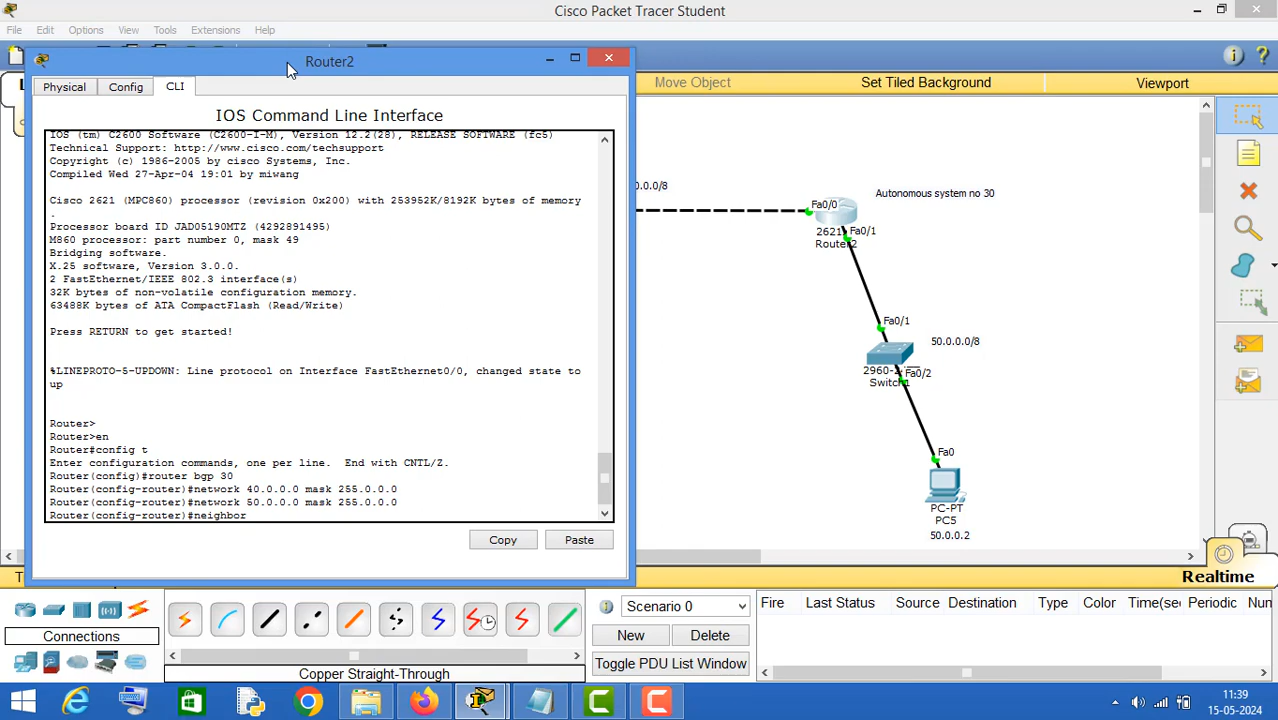 Cisco Packet Tracer Student
File Edit Options View Tools Extensions Help
Router2
Move Object Set Tiled Background Viewport
Physical Config CLI
IOS Command Line Interface
IOS (tm) C2600 Software (C2600-I-M), Version 12.2(28), RELEASE SOFTWARE (fc5)
Technical Support: http://www.cisco.com/techsupport
Copyright (c) 1986-2005 by cisco Systems, Inc.
Compiled Wed 27-Apr-04 19:01 by miwang
Cisco 2621 (MPC860) processor (revision 0x200) with 253952K/8192K bytes of memory
.
Processor board ID JAD05190MTZ (4292891495)
M860 processor: part number 0, mask 49
Bridging software.
X.25 software, Version 3.0.0.
2 FastEthernet/IEEE 802.3 interface(s)
32K bytes of non-volatile configuration memory.
63488K bytes of ATA CompactFlash (Read/Write)
Press RETURN to get started!
%LINEPROTO-5-UPDOWN: Line protocol on Interface FastEthernet0/0, changed state to
up
Router>
Router>en
Router#config t
Enter configuration commands, one per line. End with CNTL/Z.
Router(config)#router bgp 30
Router(config-router)#network 40.0.0.0 mask 255.0.0.0
Router(config-router)#network 50.0.0.0 mask 255.0.0.0
Router(config-router)#neighbor
Copy Paste
.0.0/8
Autonomous system no 30
Fa0/0
Fa0/1
Router2
Fa0/1
50.0.0.0/8
Fa0/2
Switch1
Fa0
PC-PT
PC5
50.0.0.2
Realtime
Connections
Copper Straight-Through
Scenario 0
New Delete
Toggle PDU List Window
Fire Last Status Source Destination Type Color Time(sec Periodic Num
11:39
15-05-2024